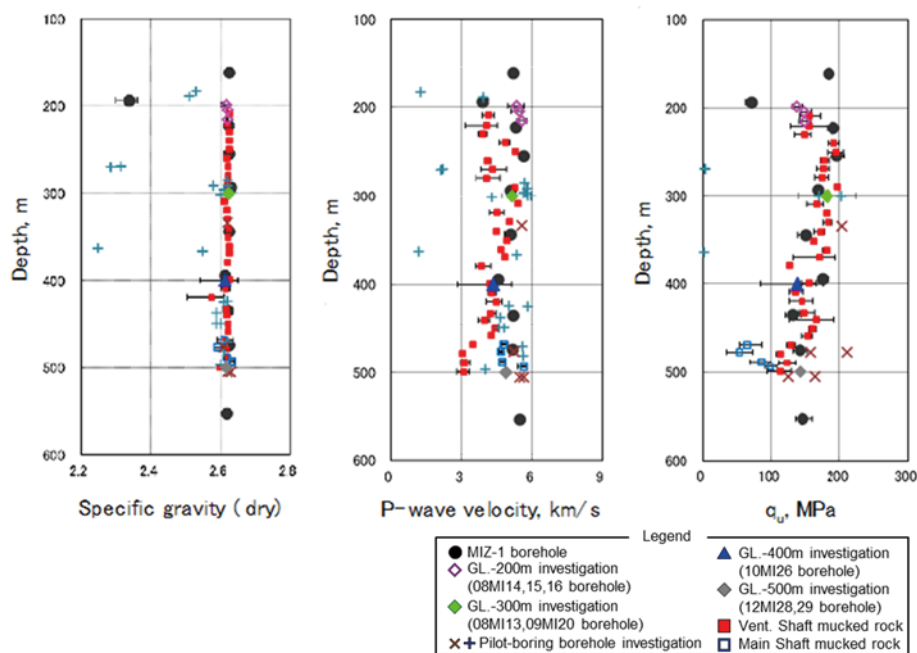 100
200
300
400
500
600
Depth, m
2.2
2.4
2.6
2.8
Specific gravity (dry)
100
200
300
400
500
600
Depth, m
0
3
6
9
P-wave velocity, km/s
100
200
300
400
500
600
Depth, m
0
100
200
300
qu, MPa
Legend
MIZ-1 borehole
GL.-200m investigation
(08MI14,15,16 borehole)
GL.-300m investigation
(08MI13,09MI20 borehole)
Pilot-boring borehole investigation
GL.-400m investigation
(10MI26 borehole)
GL.-500m investigation
(12MI28,29 borehole)
Vent. Shaft mucked rock
Main Shaft mucked rock